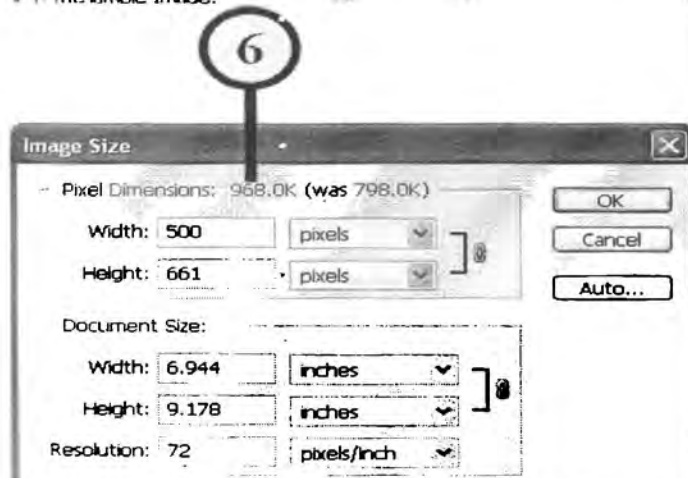 6
Image Size
Pixel Dimensions: 968.0K (was 798.0K)
OK
Width: 500 pixels
Cancel
Height: 661 pixels
Auto...
Document Size:
Width: 6.944 inches
Height: 9.178 inches
Resolution: 72 pixels/inch